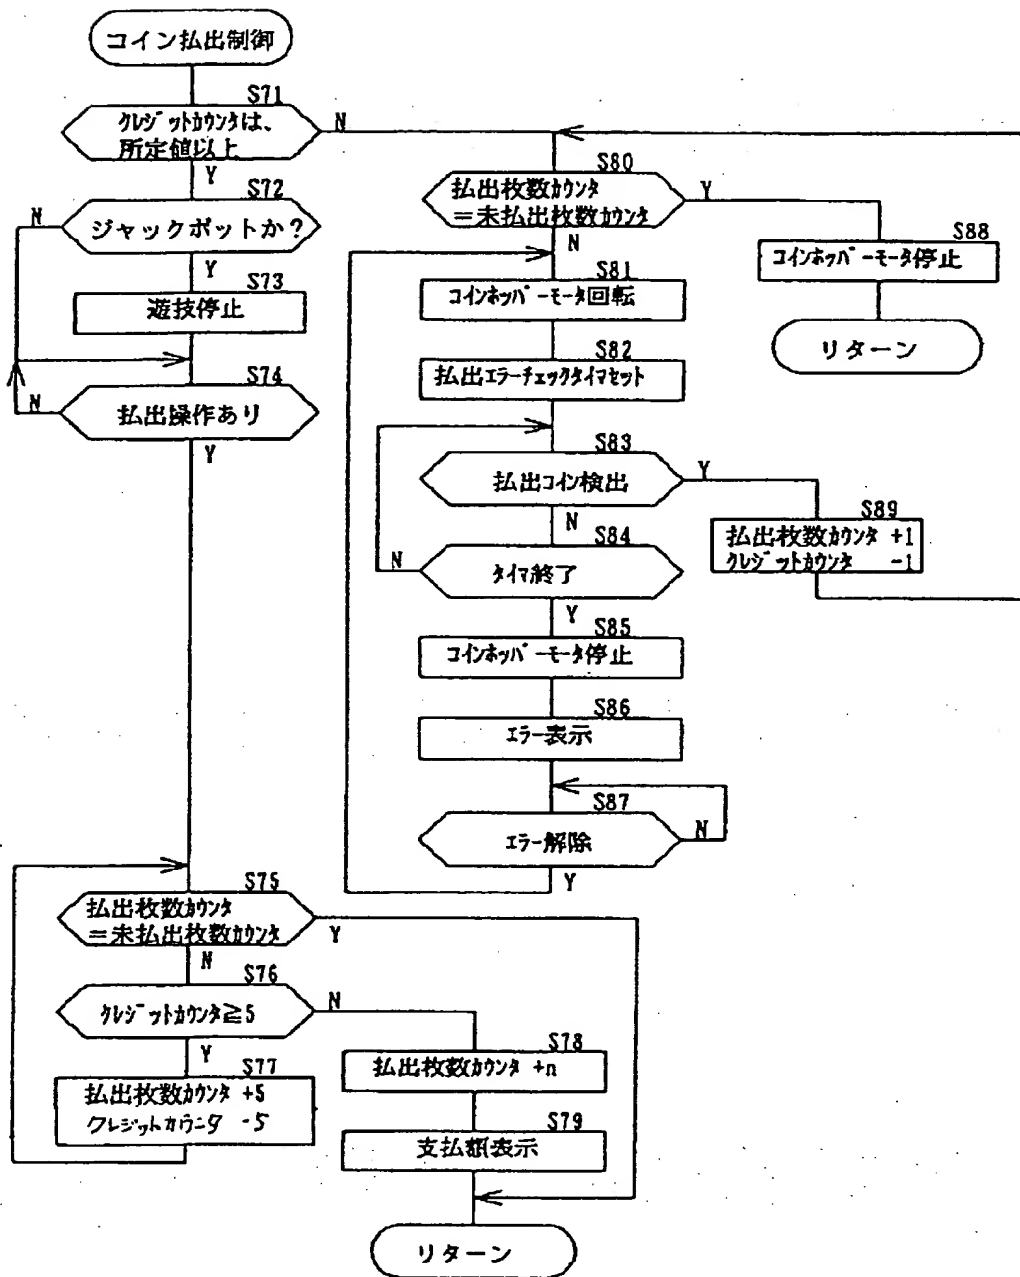 コイン払出制御
S71
クレジットカウンタは、
所定値以上
N
Y
S72
ジャックポットか?
N
Y
S73
遊技停止
S74
払出操作あり
N
Y
S75
払出枚数カウンタ
=未払出枚数カウンタ
Y
N
S76
クレジットカウンタ≧5
N
Y
S77
払出枚数カウンタ +5
クレジットカウニタ -5
S78
払出枚数カウンタ +n
S79
支払額表示
リターン
S80
払出枚数カウンタ
=未払出枚数カウンタ
Y
N
S81
コインホッパーモータ回転
S82
払出エラーチェックタイマセット
S83
払出コイン検出
Y
N
S84
タイマ終了
N
Y
S85
コインホッパーモータ停止
S86
エラー表示
S87
エラー解除
N
Y
S88
コインホッパーモータ停止
リターン
S89
払出枚数カウンタ +1
クレジットカウンタ -1